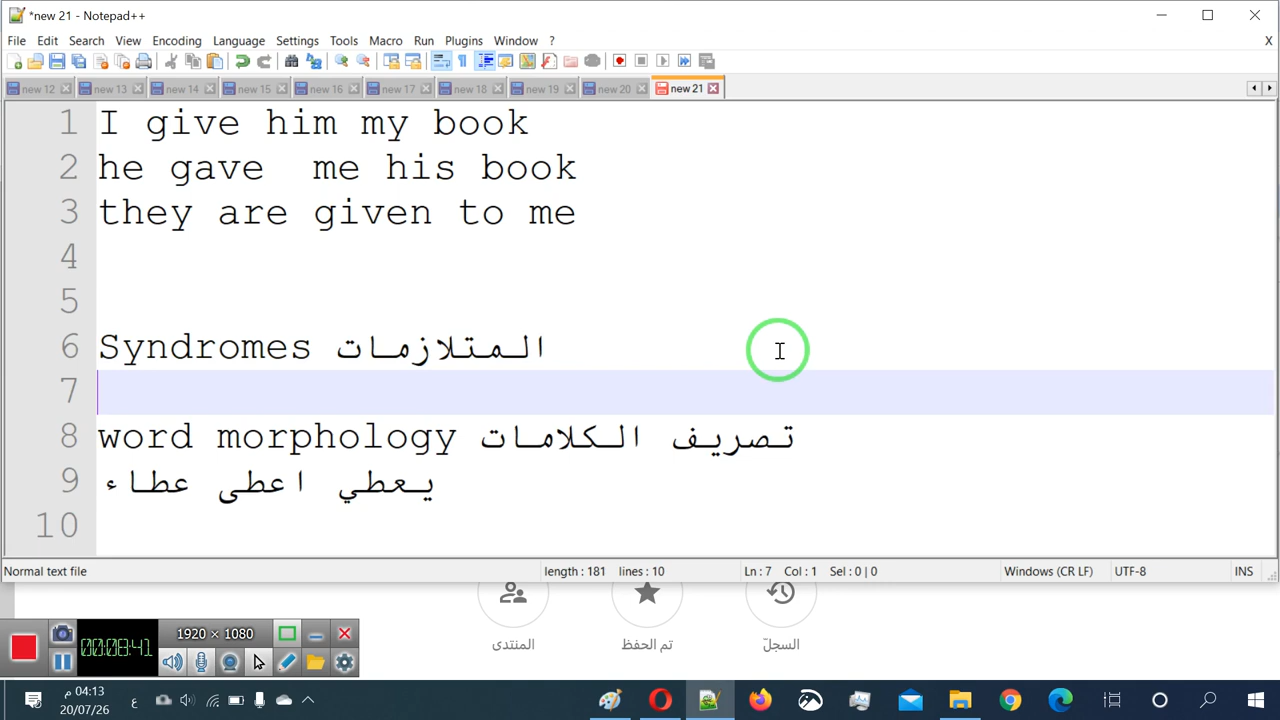 *new 21 - Notepad++
File Edit Search View Encoding Language Settings Tools Macro Run Plugins Window ? X
new 12 new 13 new 14 new 15 new 16 new 17 new 18 new 19 new 20 new 21
1 I give him my book
2 he gave  me his book
3 they are given to me
4
5
6 Syndromes المتلازمات
7
8 word morphology تصريف الكلامات
9 يعطي اعطى عطاء
10
Normal text file length : 181 lines : 10 Ln : 7 Col : 1 Sel : 0 | 0 Windows (CR LF) UTF-8 INS
المنتدى تم الحفظ السجلّ
1920 × 1080
00:08:41
04:13 م
ع
20/07/26